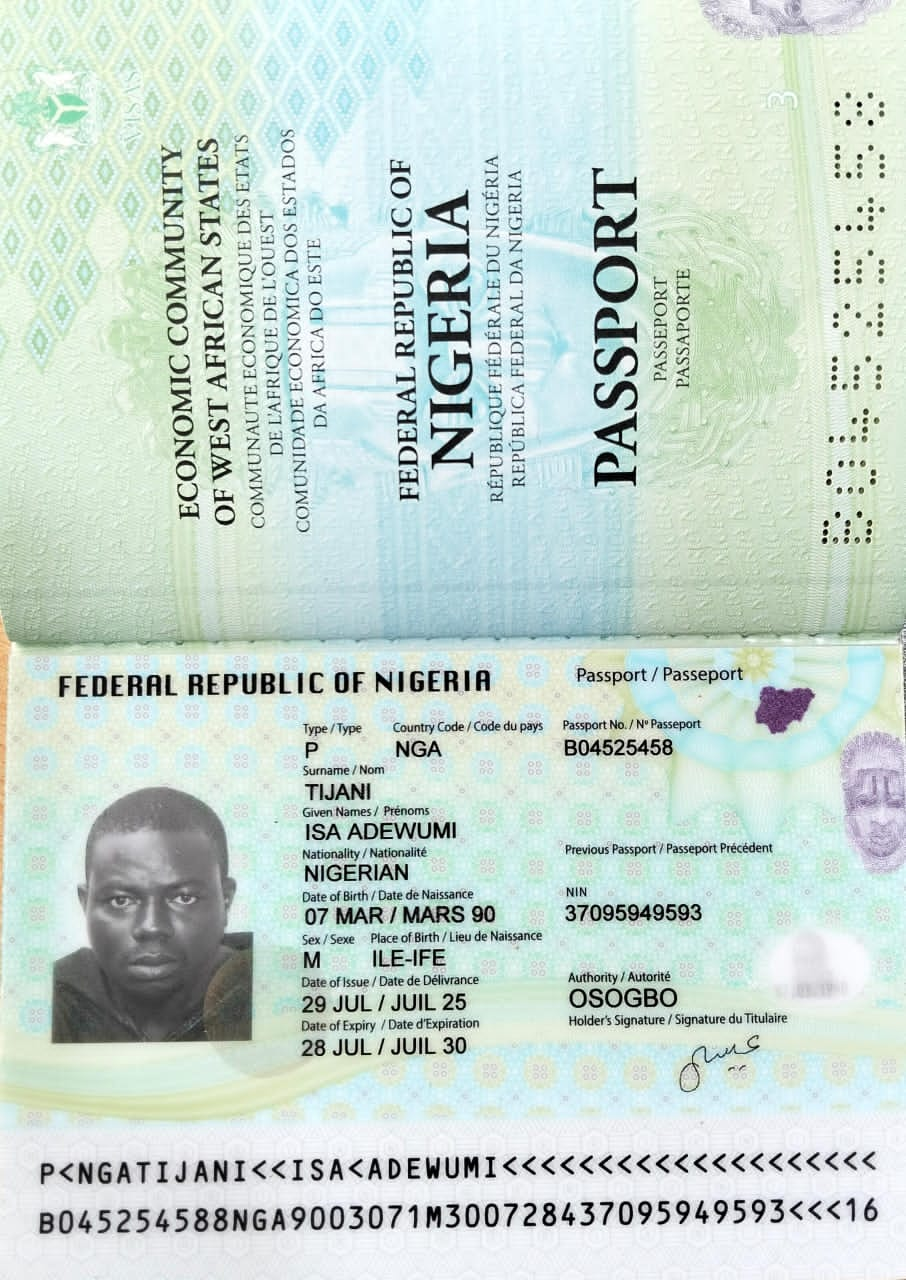 VISAS
3
ECONOMIC COMMUNITY
OF WEST AFRICAN STATES
COMMUNAUTE ECONOMIQUE DES ETATS
DE L'AFRIQUE DE L'OUEST
COMUNIDADE ECONOMICA DOS ESTADOS
DA AFRICA DO ESTE
FEDERAL REPUBLIC OF
NIGERIA
RÉPUBLIQUE FÉDÉRALE DU NIGÉRIA
REPÚBLICA FEDERAL DA NIGERIA
PASSPORT
PASSEPORT
PASSAPORTE
B04525458
FEDERAL REPUBLIC OF NIGERIA
Passport / Passeport
Type / Type Country Code / Code du pays Passport No. / N° Passeport
P NGA B04525458
Surname / Nom
TIJANI
Given Names / Prénoms
ISA ADEWUMI
Nationality / Nationalité Previous Passport / Passeport Précédent
NIGERIAN
Date of Birth / Date de Naissance NIN
07 MAR / MARS 90 37095949593
Sex / Sexe Place of Birth / Lieu de Naissance
M ILE-IFE
Date of Issue / Date de Délivrance Authority / Autorité
29 JUL / JUIL 25 OSOGBO
Date of Expiry / Date d'Expiration Holder's Signature / Signature du Titulaire
28 JUL / JUIL 30
P<NGATIJANI<<ISA<ADEWUMI<<<<<<<<<<<<<<<<<<<<
B045254588NGA9003071M300728437095949593<<<16